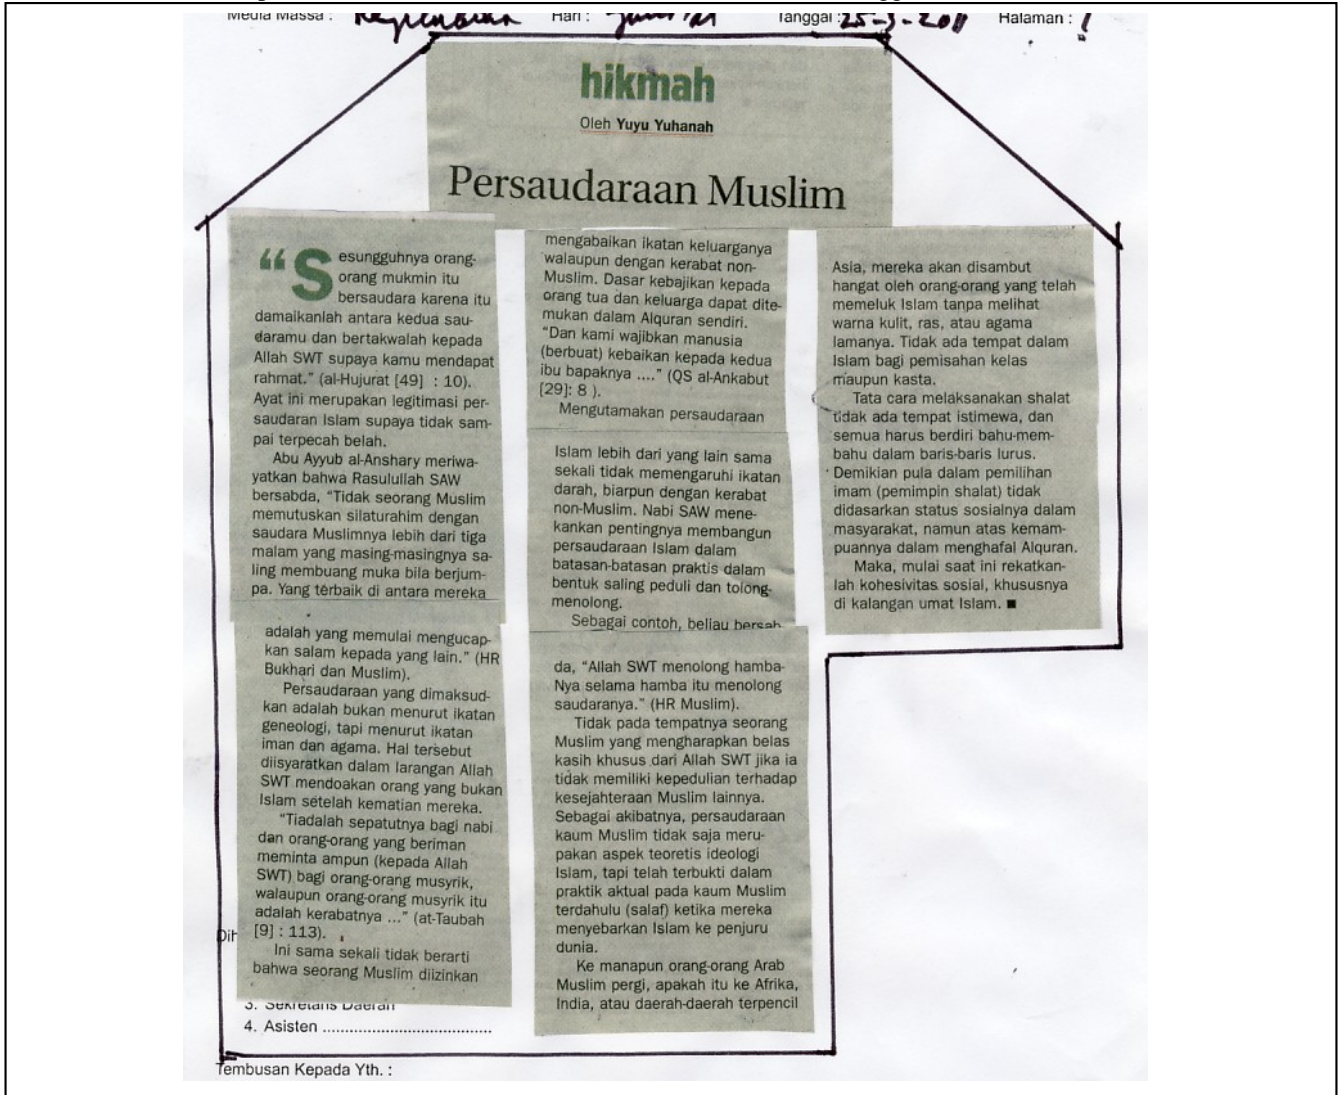 Media Massa : Republika Hari : Jum'at Tanggal : 25-3-2011 Halaman : 1
hikmah
Oleh Yuyu Yuhanah
Persaudaraan Muslim
“Sesungguhnya orang-
orang mukmin itu
bersaudara karena itu
damaikanlah antara kedua sau-
daramu dan bertakwalah kepada
Allah SWT supaya kamu mendapat
rahmat.” (al-Hujurat [49] : 10).
Ayat ini merupakan legitimasi per-
saudaran Islam supaya tidak sam-
pai terpecah belah.
Abu Ayyub al-Anshary meriwa-
yatkan bahwa Rasulullah SAW
bersabda, “Tidak seorang Muslim
memutuskan silaturahim dengan
saudara Muslimnya lebih dari tiga
malam yang masing-masingnya sa-
ling membuang muka bila berjum-
pa. Yang terbaik di antara mereka
adalah yang memulai mengucap-
kan salam kepada yang lain.” (HR
Bukhari dan Muslim).
Persaudaraan yang dimaksud-
kan adalah bukan menurut ikatan
geneologi, tapi menurut ikatan
iman dan agama. Hal tersebut
diisyaratkan dalam larangan Allah
SWT mendoakan orang yang bukan
Islam setelah kematian mereka.
“Tiadalah sepatutnya bagi nabi
dan orang-orang yang beriman
meminta ampun (kepada Allah
SWT) bagi orang-orang musyrik,
walaupun orang-orang musyrik itu
adalah kerabatnya ...” (at-Taubah
[9] : 113).
Ini sama sekali tidak berarti
bahwa seorang Muslim diizinkan
mengabaikan ikatan keluarganya
walaupun dengan kerabat non-
Muslim. Dasar kebajikan kepada
orang tua dan keluarga dapat dite-
mukan dalam Alquran sendiri.
“Dan kami wajibkan manusia
(berbuat) kebaikan kepada kedua
ibu bapaknya ....” (QS al-Ankabut
[29]: 8 ).
Mengutamakan persaudaraan
Islam lebih dari yang lain sama
sekali tidak memengaruhi ikatan
darah, biarpun dengan kerabat
non-Muslim. Nabi SAW mene-
kankan pentingnya membangun
persaudaraan Islam dalam
batasan-batasan praktis dalam
bentuk saling peduli dan tolong-
menolong.
Sebagai contoh, beliau bersab-
da, “Allah SWT menolong hamba-
Nya selama hamba itu menolong
saudaranya.” (HR Muslim).
Tidak pada tempatnya seorang
Muslim yang mengharapkan belas
kasih khusus dari Allah SWT jika ia
tidak memiliki kepedulian terhadap
kesejahteraan Muslim lainnya.
Sebagai akibatnya, persaudaraan
kaum Muslim tidak saja meru-
pakan aspek teoretis ideologi
Islam, tapi telah terbukti dalam
praktik aktual pada kaum Muslim
terdahulu (salaf) ketika mereka
menyebarkan Islam ke penjuru
dunia.
Ke manapun orang-orang Arab
Muslim pergi, apakah itu ke Afrika,
India, atau daerah-daerah terpencil
Asia, mereka akan disambut
hangat oleh orang-orang yang telah
memeluk Islam tanpa melihat
warna kulit, ras, atau agama
lamanya. Tidak ada tempat dalam
Islam bagi pemisahan kelas
maupun kasta.
Tata cara melaksanakan shalat
tidak ada tempat istimewa, dan
semua harus berdiri bahu-mem-
bahu dalam baris-baris lurus.
Demikian pula dalam pemilihan
imam (pemimpin shalat) tidak
didasarkan status sosialnya dalam
masyarakat, namun atas kemam-
puannya dalam menghafal Alquran.
Maka, mulai saat ini rekatkan-
lah kohesivitas sosial, khususnya
di kalangan umat Islam. ■
Dih
3. Sekretaris Daerah
4. Asisten ......................................
Tembusan Kepada Yth. :